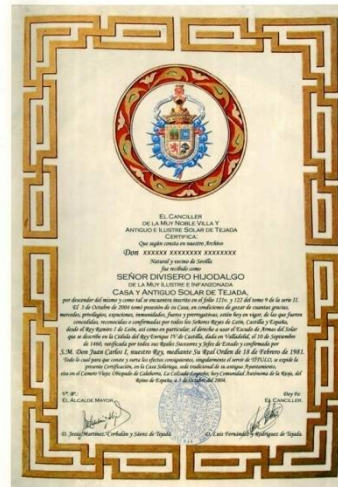 EL CANCILLER
DE LA MUY NOBLE VILLA Y
ANTIGUO E ILUSTRE SOLAR DE TEJADA
CERTIFICA:
Que según consta en nuestro Archivo
Don xxxxxx xxxxxxxx xxxxxxxx
Natural y vecino de Sevilla
fue recibido como
SEÑOR DIVISERO HIJODALGO
DE LA MUY ILUSTRE E INFANZONADA
CASA Y ANTIGUO SOLAR DE TEJADA,
por descender del mismo y como tal se encuentra inscrito en el folio 121v. y 122 del tomo 9 de la serie II.
El 3 de Octubre de 2004 tomó posesión de su Casa, en condiciones de gozar de cuantas, gracias,
mercedes, privilegios, exenciones, inmunidades, fueros y prerrogativas, estén hoy en vigor, de las que fueron
concedidas, reconocidas o confirmadas por todos los Señores Reyes de León, Castilla y España,
desde el Rey Ramiro I de León, así como en particular, el derecho a usar el Escudo de Armas del Solar
que se describe en la Cédula del Rey Enrique IV de Castilla, dada en Valladolid, el 10 de Septiembre
de 1460, ratificada por todos sus Reales Sucesores y Jefes de Estado y confirmada por
S.M. Don Juan Carlos I, nuestro Rey, mediante su Real Orden de 18 de Febrero de 1981.
Todo lo cual para que conste y surta los efectos consiguientes, singularmente el servir de TÍTULO, se expide la
presente Certificación, en la Casa Solariega, sede tradicional de su antiguo Ayuntamiento,
sita en el Camero Viejo, Obispado de Calahorra, La Calzada-Logroño, hoy Comunidad Autónoma de la Rioja, del
Reino de España, a 3 de Octubre del 2004.
Vº. Bº.
EL ALCALDE MAYOR,
Doy Fe:
EL CANCILLER.
D. Jesús Martínez-Corbalán y Sáenz de Tejada
D. Luis Fernández y Rodríguez de Tejada.